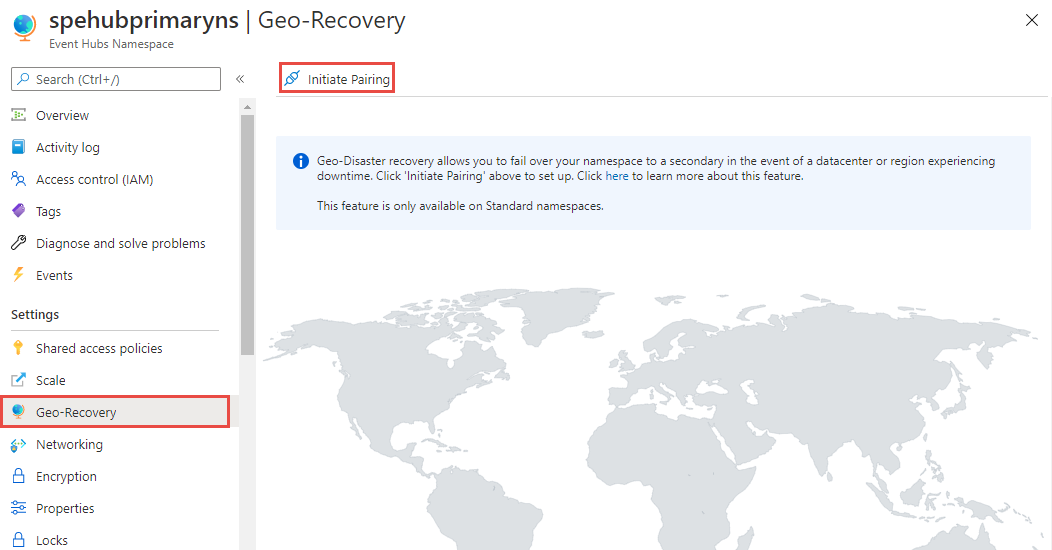 spehubprimaryns | Geo-Recovery
Event Hubs Namespace
Search (Ctrl+/)
«
Overview
Activity log
Access control (IAM)
Tags
Diagnose and solve problems
Events
Settings
Shared access policies
Scale
Geo-Recovery
Networking
Encryption
Properties
Locks
Initiate Pairing
Geo-Disaster recovery allows you to fail over your namespace to a secondary in the event of a datacenter or region experiencing
downtime. Click 'Initiate Pairing' above to set up. Click here to learn more about this feature.
This feature is only available on Standard namespaces.